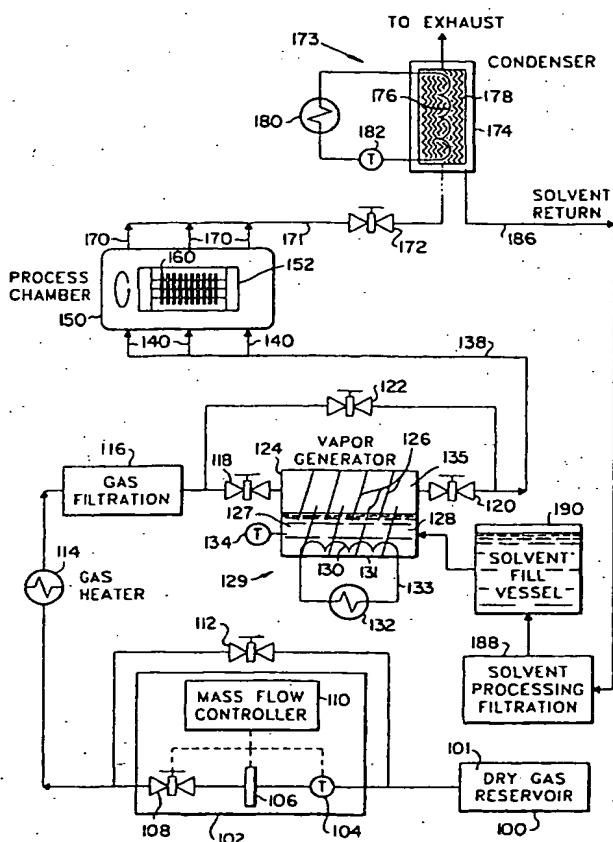 TO EXHAUST
173
CONDENSER
176
178
174
180
182
T
SOLVENT
RETURN
170
170
171
172
186
160
152
PROCESS
CHAMBER
150
140
140
138
122
116
118
124
VAPOR
GENERATOR
126
135
GAS
FILTRATION
127
128
120
190
134
T
130
131
133
129
132
SOLVENT
FILL
VESSEL
114
GAS
HEATER
112
188
SOLVENT
PROCESSING
FILTRATION
MASS FLOW
CONTROLLER
110
101
DRY GAS
RESERVOIR
T
108
106
104
102
100